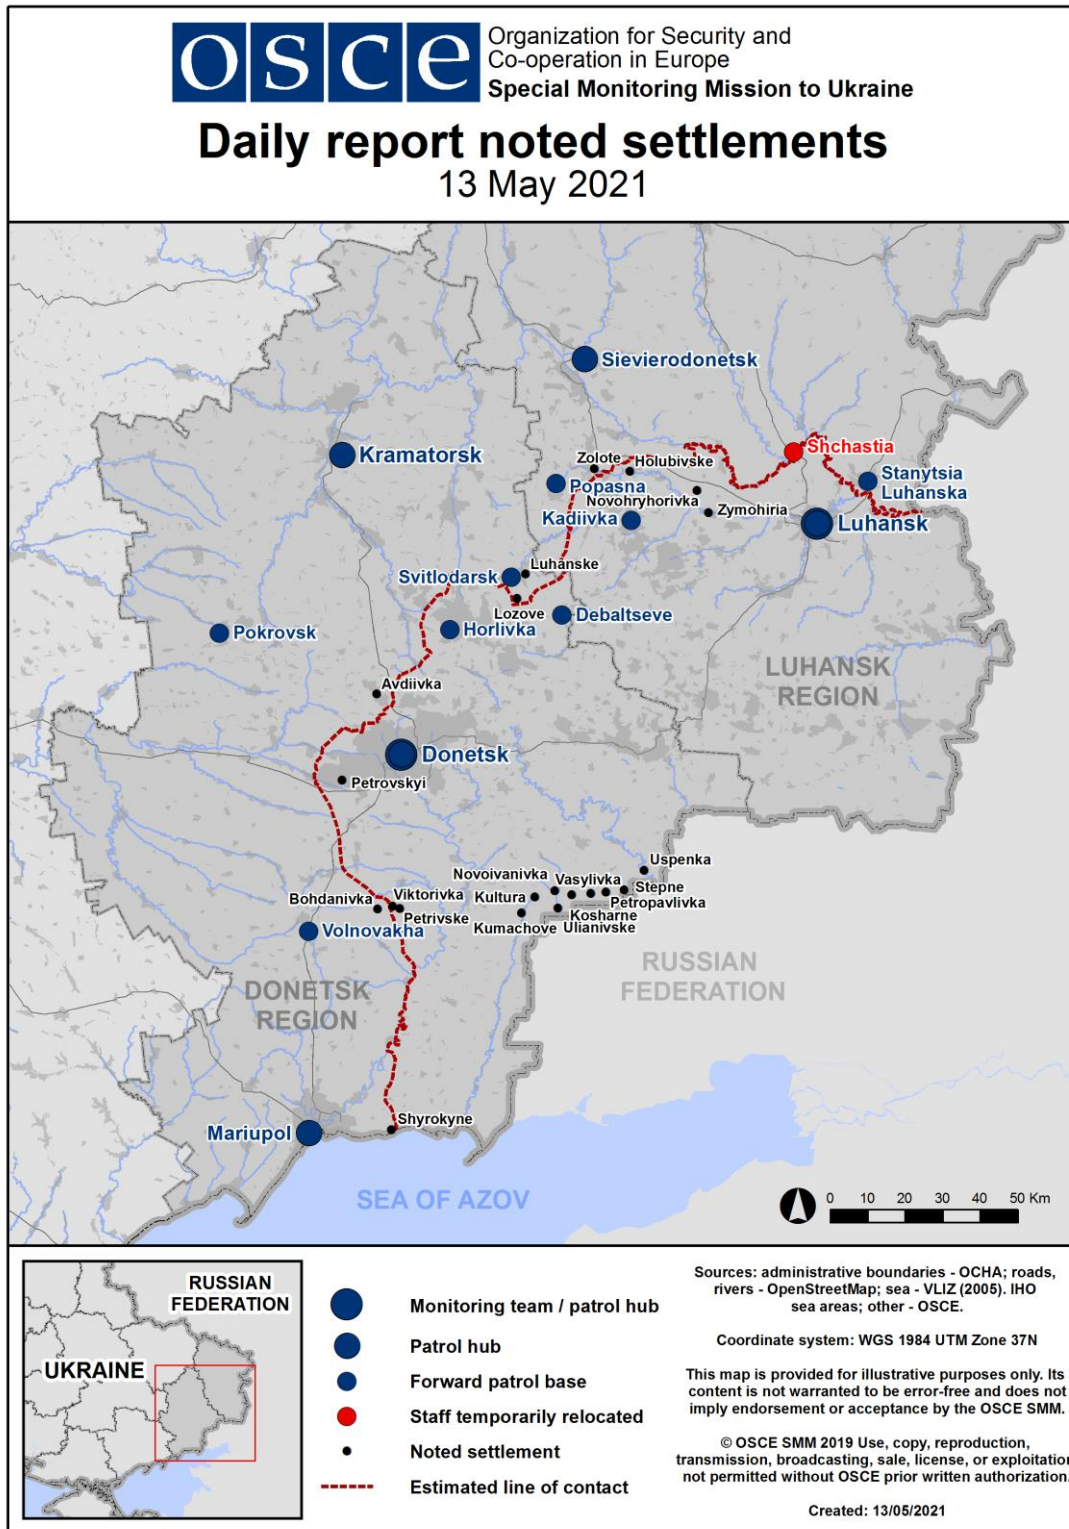 osce
Organization for Security and
Co-operation in Europe
Special Monitoring Mission to Ukraine
Daily report noted settlements
13 May 2021
Sievierodonetsk
Kramatorsk
Shchastia
Zolote
Holubivske
Popasna
Stanytsia
Luhanska
Novohryhorivka
Kadiivka
Zymohiria
Luhansk
Luhanske
Svitlodarsk
Lozove
Debaltseve
Pokrovsk
Horlivka
LUHANSK
REGION
Avdiivka
Donetsk
Petrovskyi
Uspenka
Novoivanivka
Vasylivka
Stepne
Bohdanivka
Viktorivka
Kultura
Petropavlivka
Petrivske
Kosharne
Kumachove
Ulianivske
Volnovakha
RUSSIAN
FEDERATION
DONETSK
REGION
Shyrokyne
Mariupol
SEA OF AZOV
0 10 20 30 40 50 Km
RUSSIAN
FEDERATION
UKRAINE
Monitoring team / patrol hub
Patrol hub
Forward patrol base
Staff temporarily relocated
Noted settlement
Estimated line of contact
Sources: administrative boundaries - OCHA; roads,
rivers - OpenStreetMap; sea - VLIZ (2005). IHO
sea areas; other - OSCE.
Coordinate system: WGS 1984 UTM Zone 37N
This map is provided for illustrative purposes only. Its
content is not warranted to be error-free and does not
imply endorsement or acceptance by the OSCE SMM.
© OSCE SMM 2019 Use, copy, reproduction,
transmission, broadcasting, sale, license, or exploitation
not permitted without OSCE prior written authorization.
Created: 13/05/2021